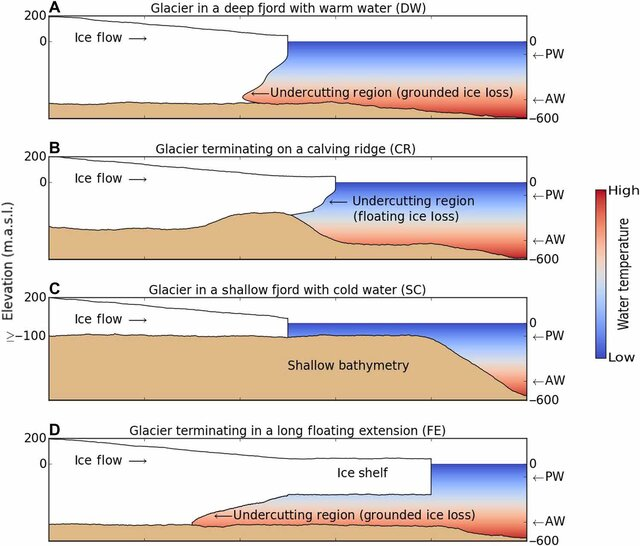 A Glacier in a deep fjord with warm water (DW)
200
0
Ice flow →
0
←PW
← Undercutting region (grounded ice loss)
←AW
−600
B Glacier terminating on a calving ridge (CR)
200
0
Ice flow →
0
← Undercutting region
(floating ice loss)
←PW
←AW
−600
C Glacier in a shallow fjord with cold water (SC)
200
≥ −100
Ice flow →
0
←PW
Shallow bathymetry
←AW
−600
D Glacier terminating in a long floating extension (FE)
200
0
Ice flow →
Ice shelf
0
←PW
← Undercutting region (grounded ice loss)
←AW
−600
Elevation (m.a.s.l.)
High
Water temperature
Low